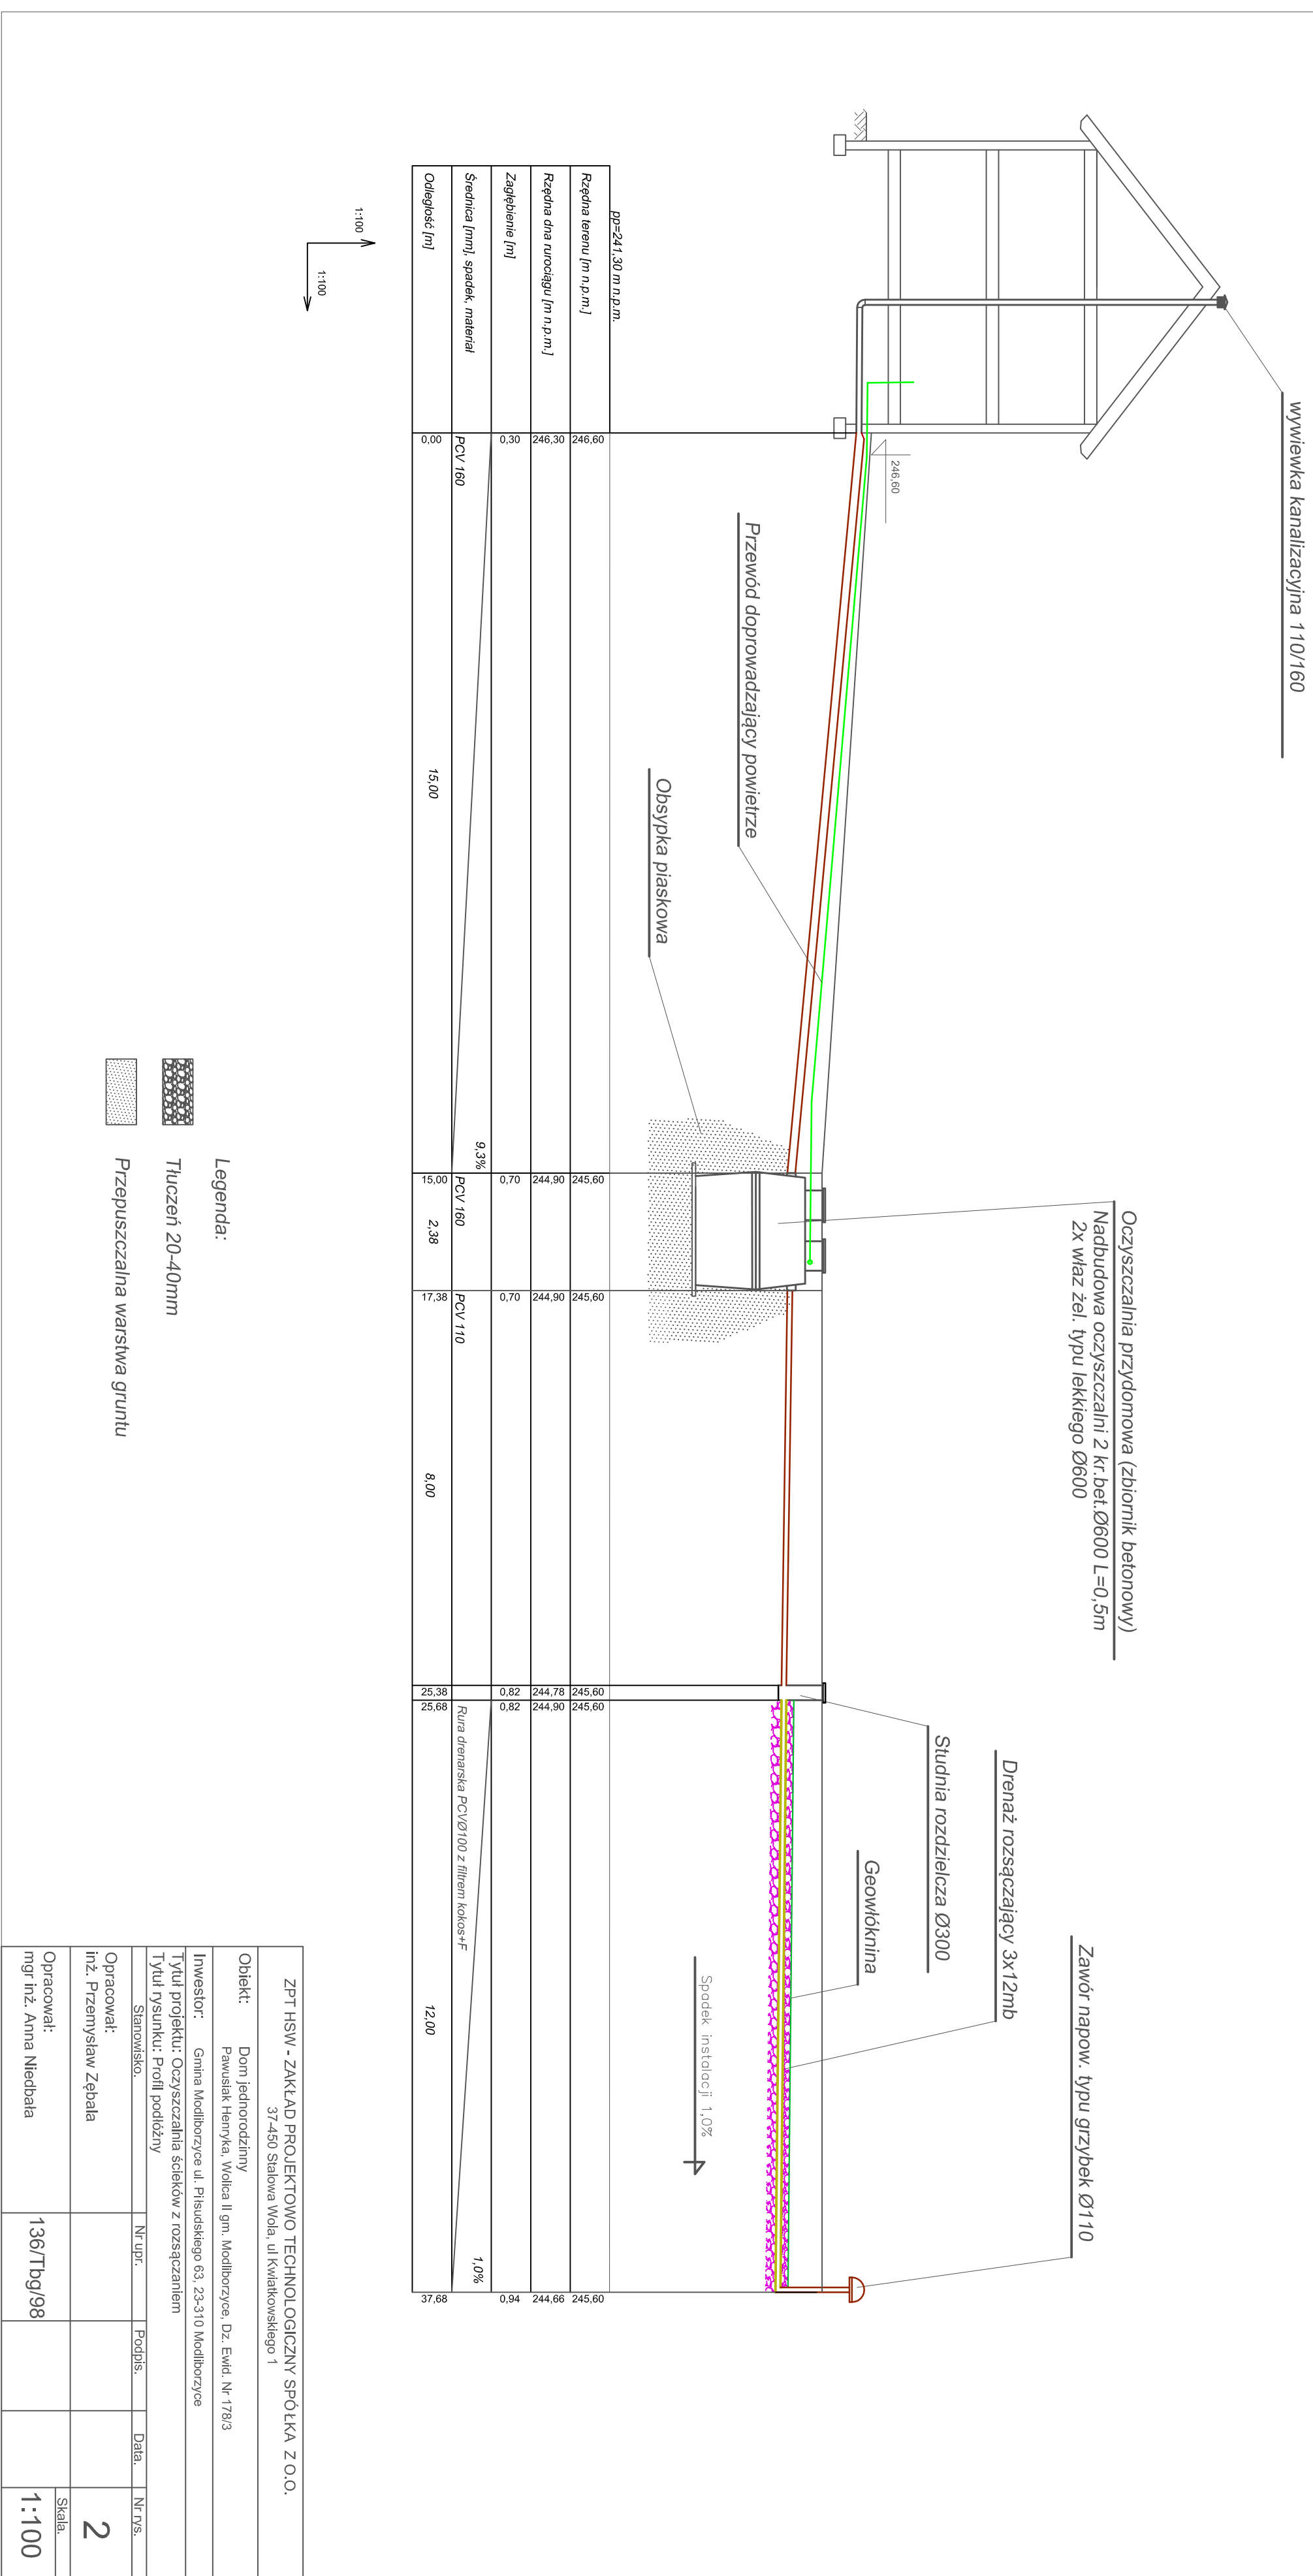 wywiewka kanalizacyjna 110/160
Oczyszczalnia przydomowa (zbiornik betonowy)
Nadbudowa oczyszczalni 2 kr.bet.Ø600 L=0,5m
2x właz żel. typu lekkiego Ø600
Zawór napow. typu grzybek Ø110
Drenaż rozsączający 3x12mb
Studnia rozdzielcza Ø300
Geowłóknina
246,60
Przewód doprowadzający powietrze
Obsypka piaskowa
Spadek instalacji 1,0%
pp=241,30 m n.p.m.
Rzędna terenu [m n.p.m.] 246,60 245,60 245,60 245,60 245,60 245,60
Rzędna dna rurociągu [m n.p.m.] 246,30 244,90 244,90 244,78 244,90 244,66
Zagłębienie [m] 0,30 0,70 0,70 0,82 0,82 0,94
Średnica [mm], spadek, materiał PCV 160 9,3% PCV 160 PCV 110 Rura drenarska PCVØ100 z filtrem kokos+F 1,0%
Odległość [m] 0,00 15,00 15,00 2,38 17,38 8,00 25,38 25,68 12,00 37,68
1:100
1:100
Legenda:
Tłuczeń 20-40mm
Przepuszczalna warstwa gruntu
ZPT HSW - ZAKŁAD PROJEKTOWO TECHNOLOGICZNY SPÓŁKA Z O.O.
37-450 Stalowa Wola, ul Kwiatkowskiego 1
Obiekt: Dom jednorodzinny
Pawusiak Henryka, Wolica II gm. Modliborzyce, Dz. Ewid. Nr 178/3
Inwestor: Gmina Modliborzyce ul. Piłsudskiego 63, 23-310 Modliborzyce
Tytuł projektu: Oczyszczalnia ścieków z rozsączaniem
Tytuł rysunku: Profil podłóżny
Stanowisko. Nr upr. Podpis. Data. Nr rys.
Opracował:
inż. Przemysław Zębala
2
Opracował:
mgr inż. Anna Niedbała
136/Tbg/98
Skala.
1:100